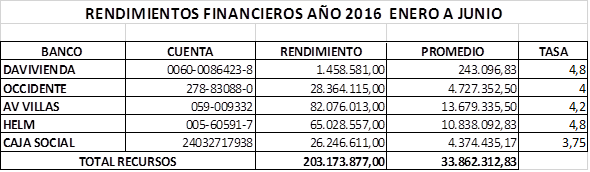 RENDIMIENTOS FINANCIEROS AÑO 2016 ENERO A JUNIO
BANCO CUENTA RENDIMIENTO PROMEDIO TASA
DAVIVIENDA 0060-0086423-8 1.458.581,00 243.096,83 4,8
OCCIDENTE 278-83088-0 28.364.115,00 4.727.352,50 4
AV VILLAS 059-009332 82.076.013,00 13.679.335,50 4,2
HELM 005-60591-7 65.028.557,00 10.838.092,83 4,8
CAJA SOCIAL 24032717938 26.246.611,00 4.374.435,17 3,75
TOTAL RECURSOS 203.173.877,00 33.862.312,83